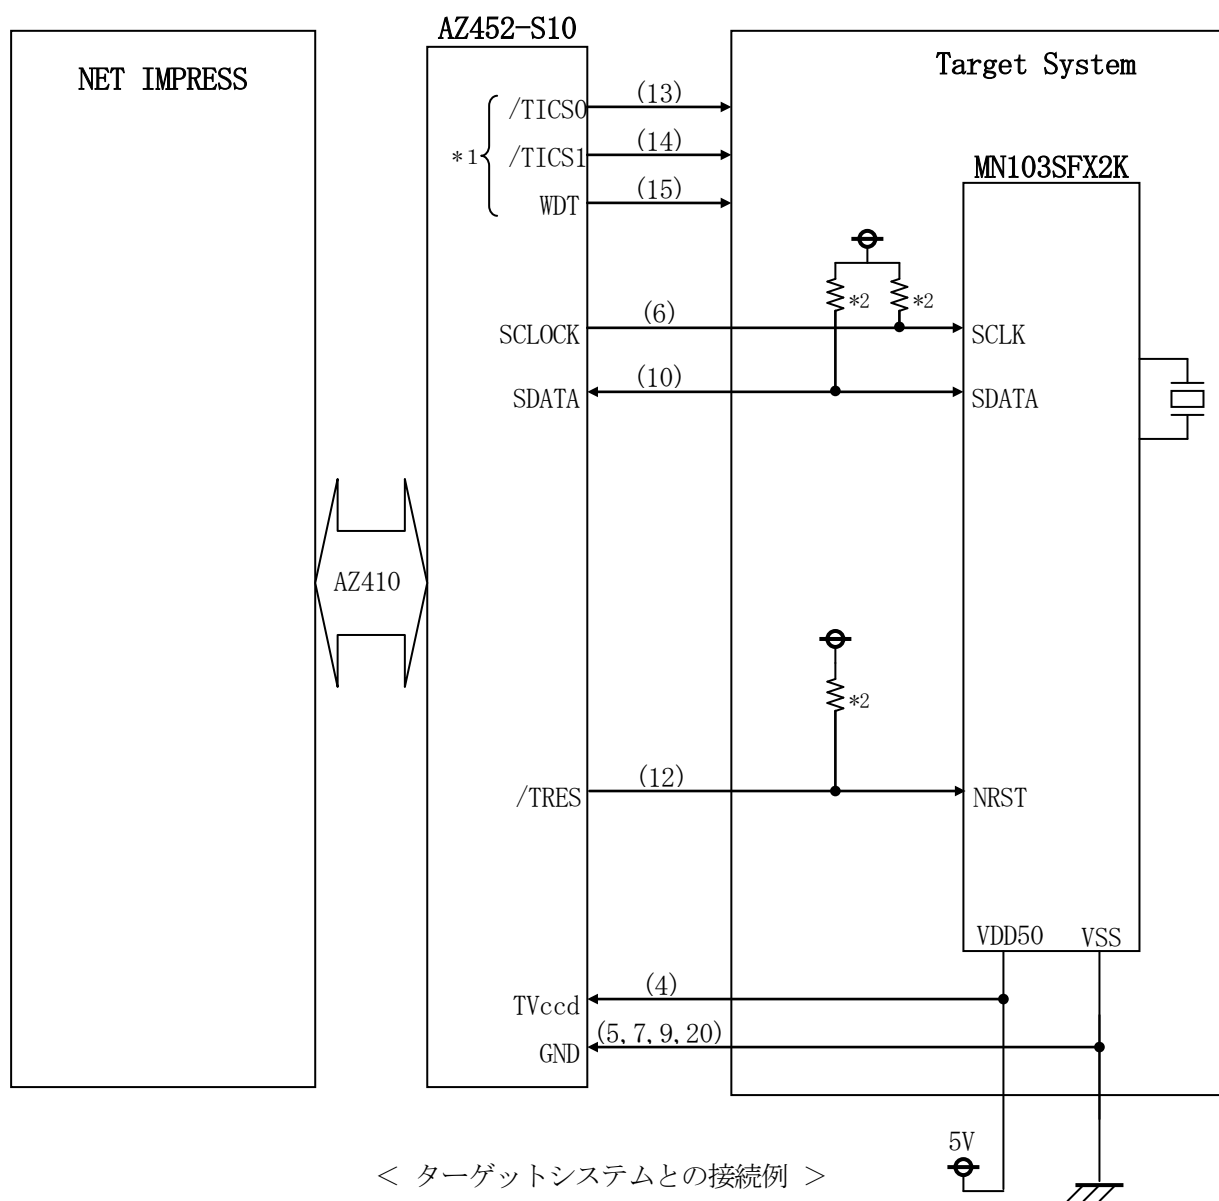 AZ452-S10
NET IMPRESS
Target System
/TICS0 (13)
*1 /TICS1 (14)
WDT (15)
MN103SFX2K
*2 *2
SCLOCK (6) SCLK
SDATA (10) SDATA
AZ410
*2
/TRES (12) NRST
VDD50 VSS
TVccd (4)
GND (5,7,9,20)
5V
< ターゲットシステムとの接続例 >